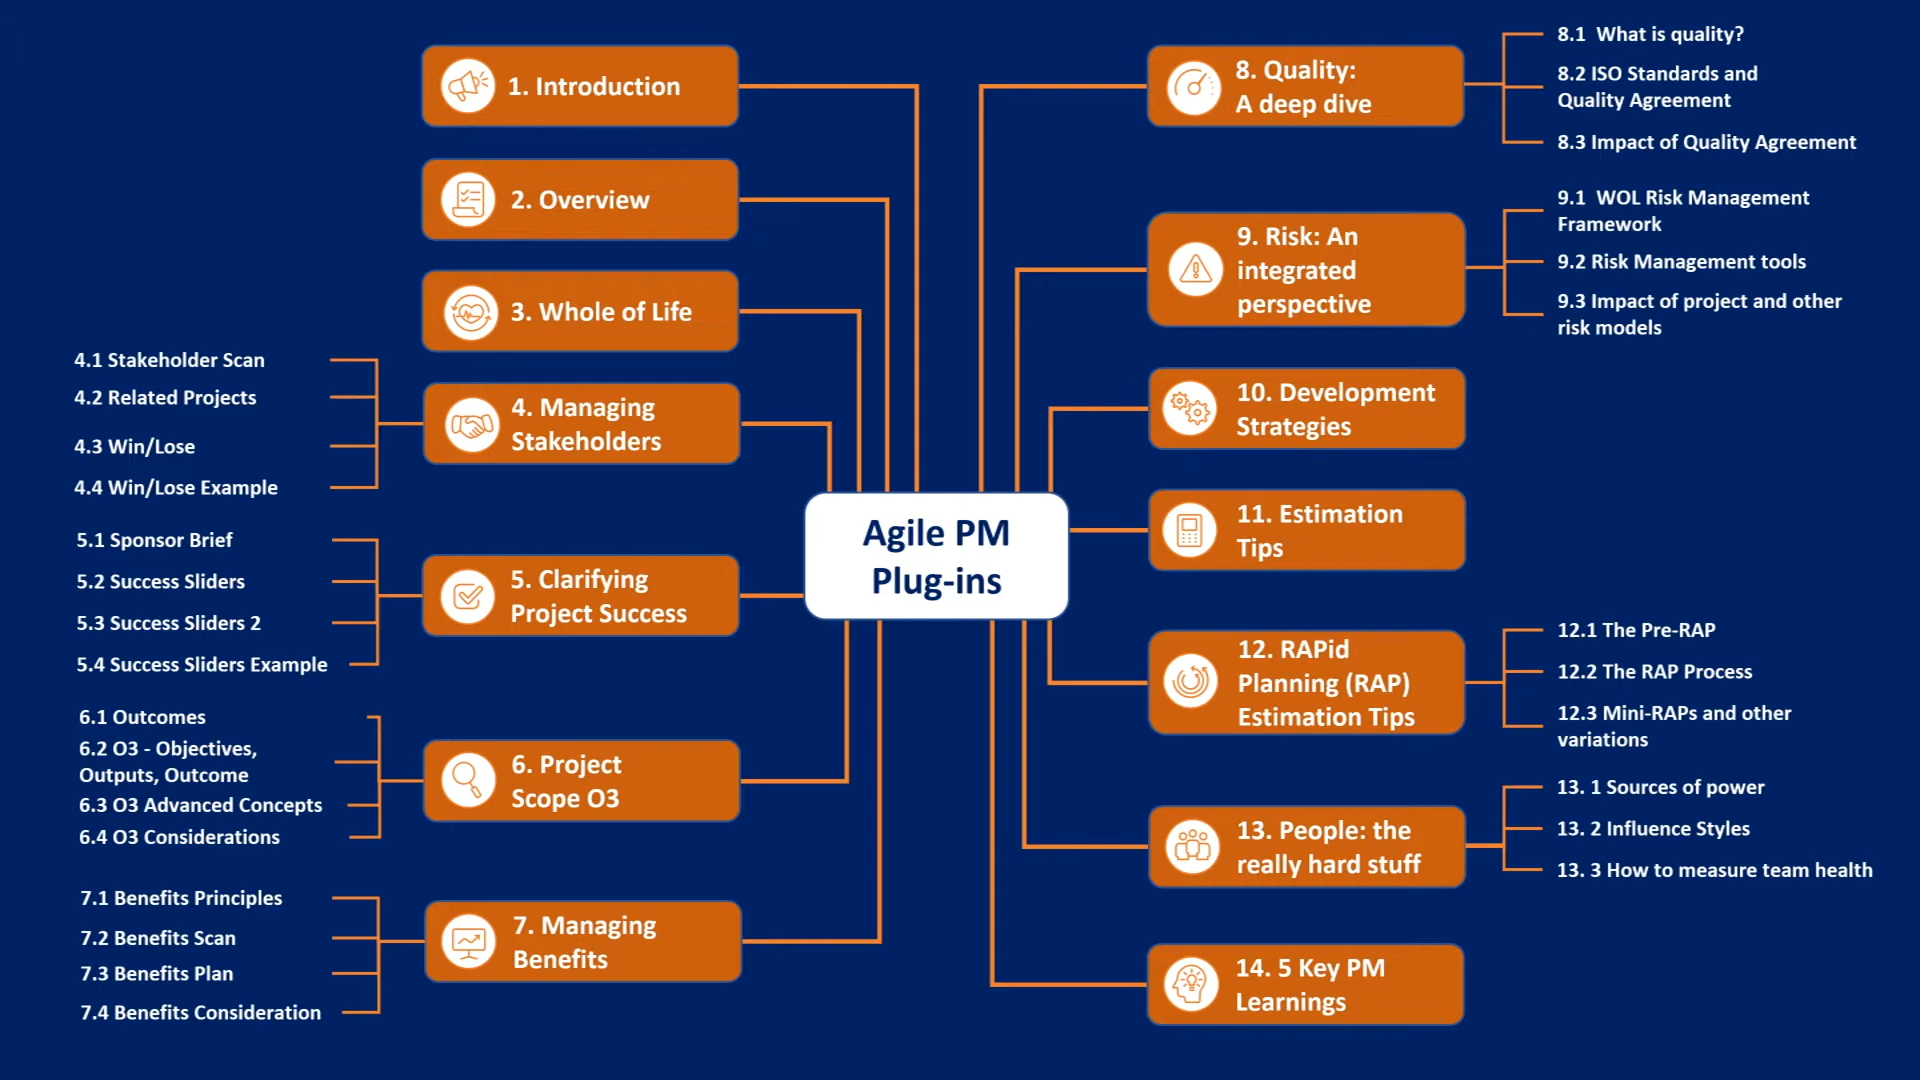 1. Introduction
2. Overview
3. Whole of Life
4. Managing
Stakeholders
4.1 Stakeholder Scan
4.2 Related Projects
4.3 Win/Lose
4.4 Win/Lose Example
5. Clarifying
Project Success
5.1 Sponsor Brief
5.2 Success Sliders
5.3 Success Sliders 2
5.4 Success Sliders Example
6. Project
Scope O3
6.1 Outcomes
6.2 O3 - Objectives,
Outputs, Outcome
6.3 O3 Advanced Concepts
6.4 O3 Considerations
7. Managing
Benefits
7.1 Benefits Principles
7.2 Benefits Scan
7.3 Benefits Plan
7.4 Benefits Consideration
Agile PM
Plug-ins
8. Quality:
A deep dive
8.1  What is quality?
8.2 ISO Standards and
Quality Agreement
8.3 Impact of Quality Agreement
9. Risk: An
integrated
perspective
9.1  WOL Risk Management
Framework
9.2 Risk Management tools
9.3 Impact of project and other
risk models
10. Development
Strategies
11. Estimation
Tips
12. RAPid
Planning (RAP)
Estimation Tips
12.1 The Pre-RAP
12.2 The RAP Process
12.3 Mini-RAPs and other
variations
13. People: the
really hard stuff
13. 1 Sources of power
13. 2 Influence Styles
13. 3 How to measure team health
14. 5 Key PM
Learnings